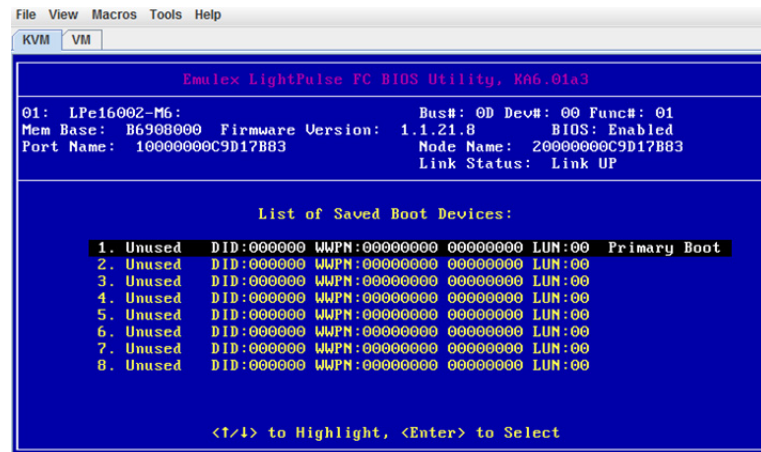 File View Macros Tools Help
KVM VM
Emulex LightPulse FC BIOS Utility, KA6.01a3
01: LPe16002-M6: Bus#: 0D Dev#: 00 Func#: 01
Mem Base: B6908000 Firmware Version: 1.1.21.8 BIOS: Enabled
Port Name: 10000000C9D17B83 Node Name: 20000000C9D17B83
Link Status: Link UP
List of Saved Boot Devices:
1. Unused DID:000000 WWPN:00000000 00000000 LUN:00 Primary Boot
2. Unused DID:000000 WWPN:00000000 00000000 LUN:00
3. Unused DID:000000 WWPN:00000000 00000000 LUN:00
4. Unused DID:000000 WWPN:00000000 00000000 LUN:00
5. Unused DID:000000 WWPN:00000000 00000000 LUN:00
6. Unused DID:000000 WWPN:00000000 00000000 LUN:00
7. Unused DID:000000 WWPN:00000000 00000000 LUN:00
8. Unused DID:000000 WWPN:00000000 00000000 LUN:00
<↑/↓> to Highlight, <Enter> to Select